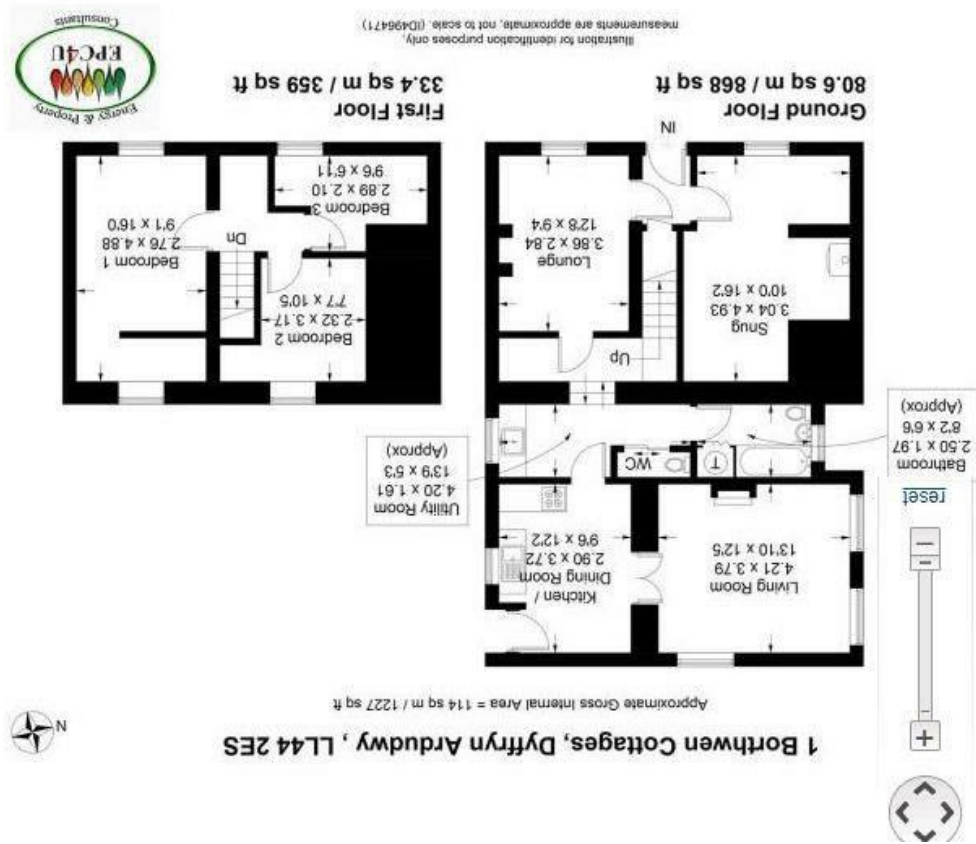 1 Borthwen Cottages, Dyffryn Ardudwy , LL44 2ES
Approximate Gross Internal Area = 114 sq m / 1227 sq ft
N
reset
Living Room
4.21 x 3.79
13'10 x 12'5
Kitchen /
Dining Room
2.90 x 3.72
9'6 x 12'2
Bathroom
2.50 x 1.97
8'2 x 6'6
(Approx)
T
WC
Utility Room
4.20 x 1.61
13'9 x 5'3
(Approx)
Snug
3.04 x 4.93
10'0 x 16'2
Up
Lounge
3.86 x 2.84
12'8 x 9'4
IN
Bedroom 2
2.32 x 3.17
7'7 x 10'5
Dn
Bedroom 1
2.76 x 4.88
9'1 x 16'0
Bedroom 3
2.89 x 2.10
9'6 x 6'11
Ground Floor
80.6 sq m / 868 sq ft
First Floor
33.4 sq m / 359 sq ft
Illustration for identification purposes only,
measurements are approximate, not to scale. (ID496471)
Energy & Property
EPC4U
Consultants